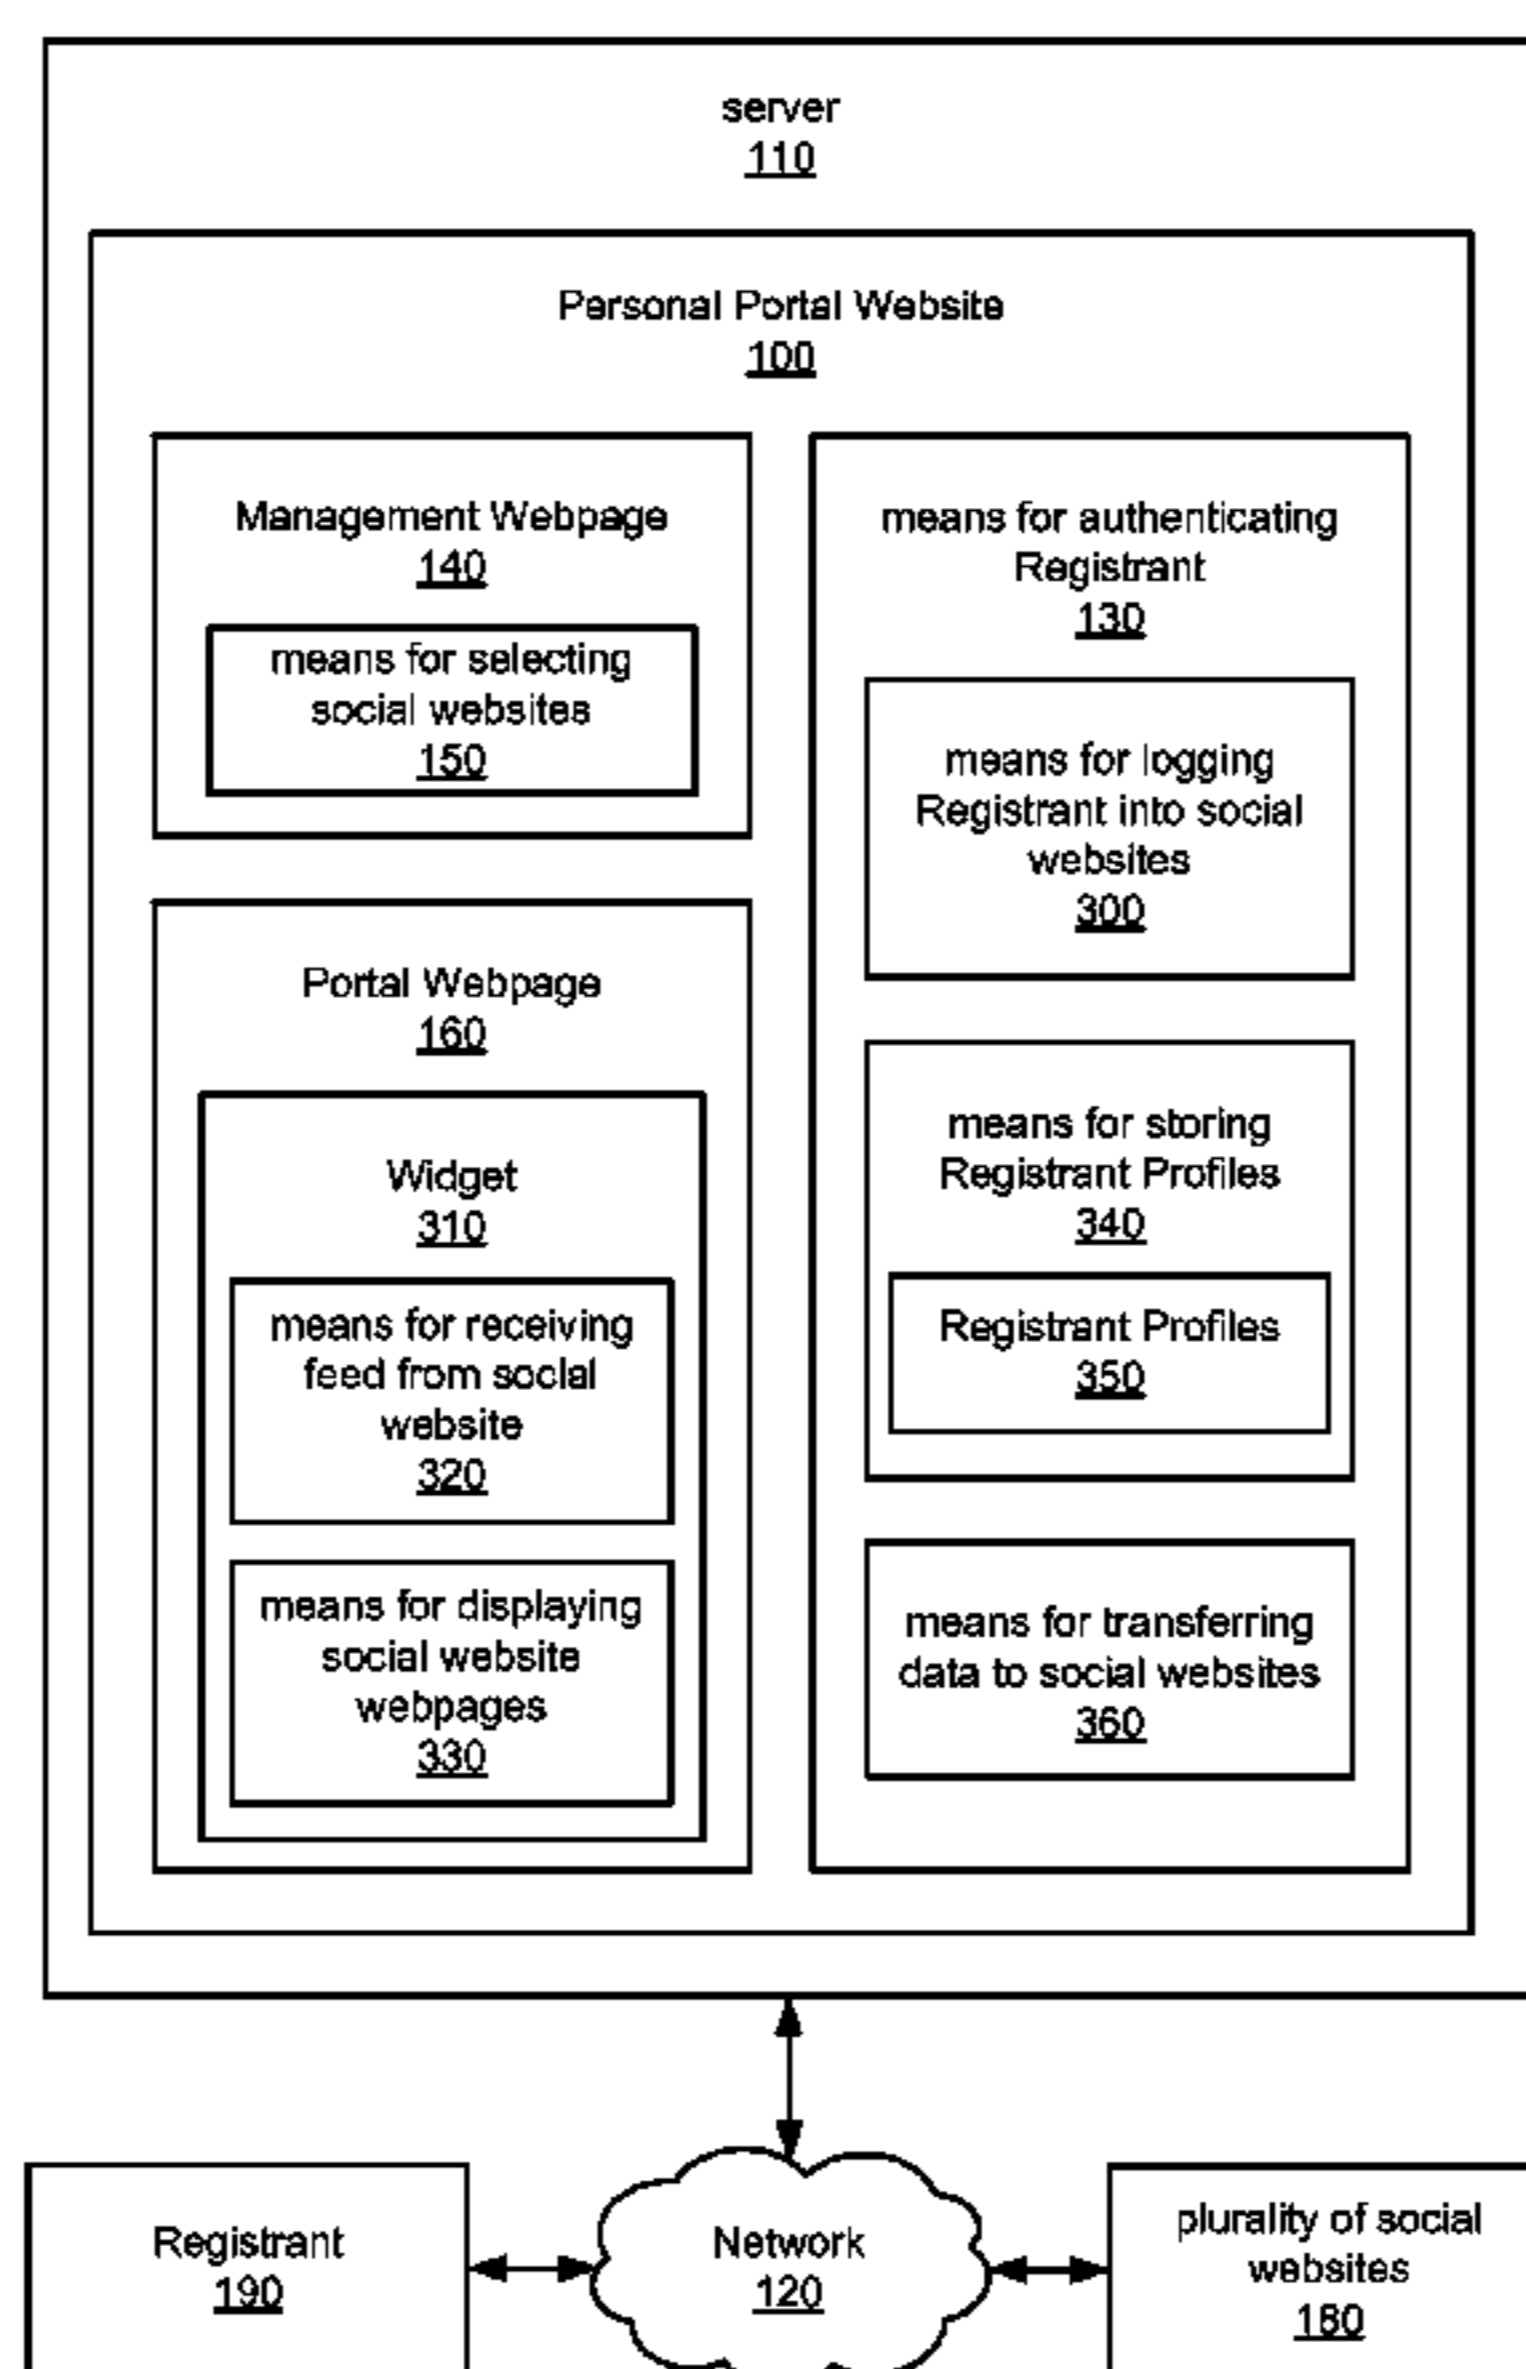 server
110
Personal Portal Website
100
Management Webpage
140
means for selecting
social websites
150
Portal Webpage
160
Widget
310
means for receiving
feed from social
website
320
means for displaying
social website
webpages
330
means for authenticating
Registrant
130
means for logging
Registrant into social
websites
300
means for storing
Registrant Profiles
340
Registrant Profiles
350
means for transferring
data to social websites
360
Registrant
190
Network
120
plurality of social
websites
180